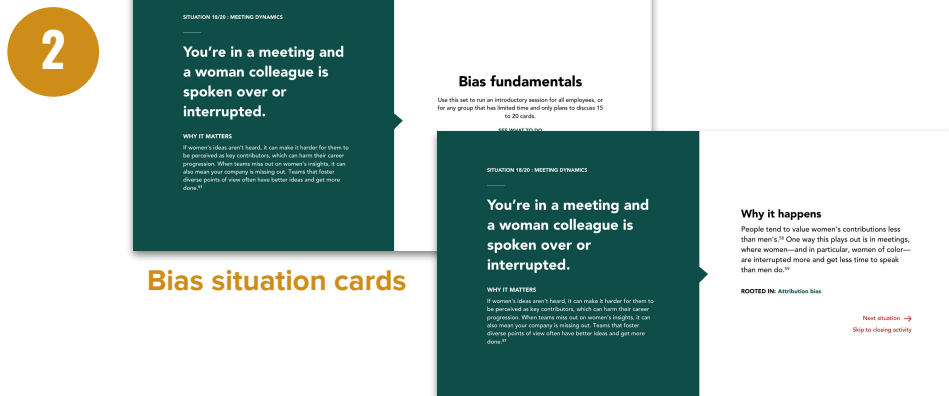 2
SITUATION 18/20 : MEETING DYNAMICS
You're in a meeting and
a woman colleague is
spoken over or
interrupted.
WHY IT MATTERS
If women's ideas aren't heard, it can make it harder for them to
be perceived as key contributors, which can harm their career
progression. When teams miss out on women's insights, it can
also mean your company is missing out. Teams that foster
diverse points of view often have better ideas and get more
done.⁵⁷
Bias fundamentals
Use this set to run an introductory session for all employees, or
for any group that has limited time and only plans to discuss 15
to 20 cards.
SEE WHAT TO DO
Bias situation cards
SITUATION 18/20 : MEETING DYNAMICS
You're in a meeting and
a woman colleague is
spoken over or
interrupted.
WHY IT MATTERS
If women's ideas aren't heard, it can make it harder for them to
be perceived as key contributors, which can harm their career
progression. When teams miss out on women's insights, it can
also mean your company is missing out. Teams that foster
diverse points of view often have better ideas and get more
done.⁵⁷
Why it happens
People tend to value women's contributions less
than men's.⁵⁸ One way this plays out is in meetings,
where women—and in particular, women of color—
are interrupted more and get less time to speak
than men do.⁵⁹
ROOTED IN: Attribution bias
Next situation →
Skip to closing activity